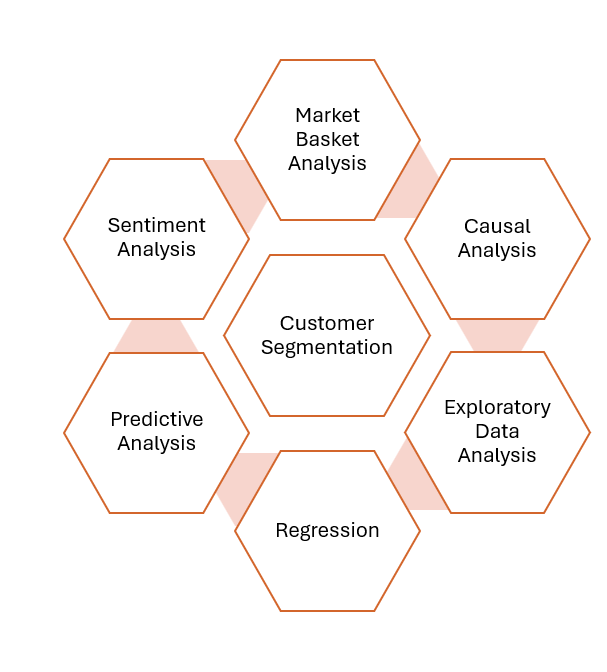 Market
Basket
Analysis
Sentiment
Analysis
Causal
Analysis
Customer
Segmentation
Predictive
Analysis
Exploratory
Data
Analysis
Regression